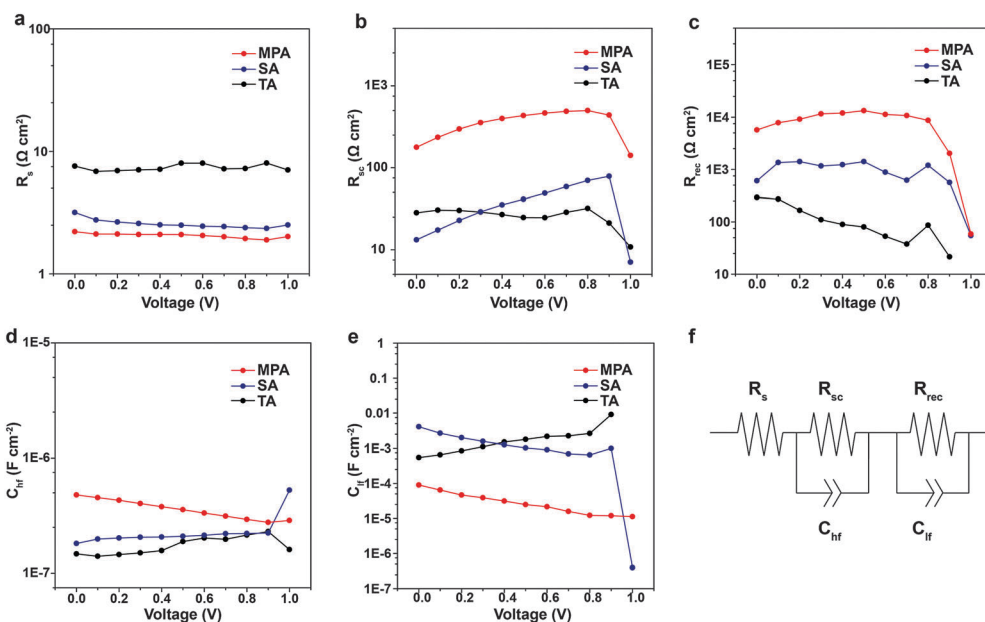 a
100
10
1
R_s (Ω cm²)
MPA
SA
TA
0.0 0.2 0.4 0.6 0.8 1.0
Voltage (V)
b
1E3
100
10
R_sc (Ω cm²)
MPA
SA
TA
0.0 0.2 0.4 0.6 0.8 1.0
Voltage (V)
c
1E5
1E4
1E3
100
10
R_rec (Ω cm²)
MPA
SA
TA
0.0 0.2 0.4 0.6 0.8 1.0
Voltage (V)
d
1E-5
1E-6
1E-7
C_hf (F cm⁻²)
MPA
SA
TA
0.0 0.2 0.4 0.6 0.8 1.0
Voltage (V)
e
1
0.1
0.01
1E-3
1E-4
1E-5
1E-6
1E-7
C_lf (F cm⁻²)
MPA
SA
TA
0.0 0.2 0.4 0.6 0.8 1.0
Voltage (V)
f
R_s R_sc R_rec
C_hf C_lf